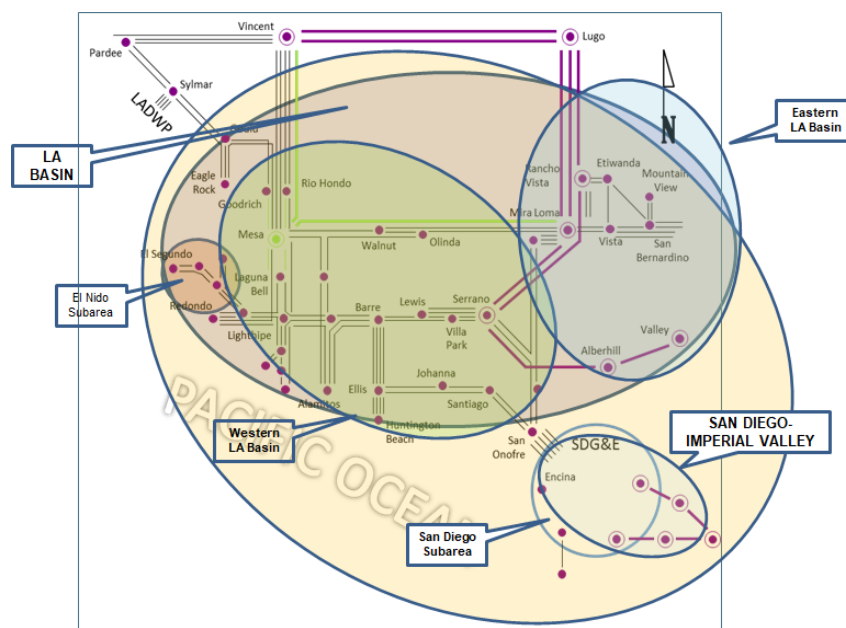 Vincent
Lugo
Pardee
Sylmar
LADWP
Gould
Eastern
LA Basin
N
LA
BASIN
Eagle
Rock
Rio Hondo
Goodrich
Rancho
Vista
Etiwanda
Mountain
View
Mira Loma
Mesa
Walnut
Olinda
Vista
San
Bernardino
El Segundo
Laguna
Bell
El Nido
Subarea
Redondo
Lighthipe
Barre
Lewis
Serrano
Villa
Park
Valley
Alberhill
Johanna
Ellis
Santiago
Alamitos
PACIFIC OCEAN
Huntington
Beach
Western
LA Basin
San
Onofre
SDG&E
SAN DIEGO-
IMPERIAL VALLEY
Encina
San Diego
Subarea